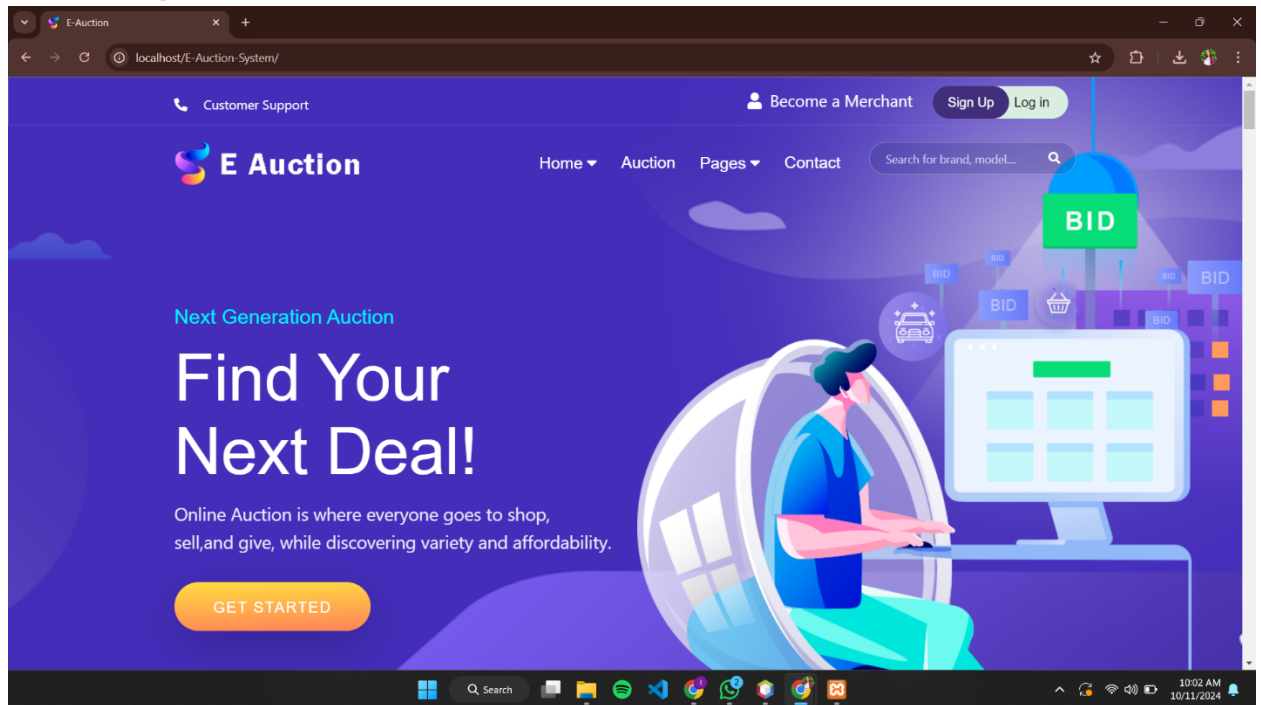 E-Auction
localhost/E-Auction-System/
Customer Support
Become a Merchant
Sign Up
Log in
E Auction
Home
Auction
Pages
Contact
Search for brand, model....
BID
BID
BID
BID
BID
BID
BID
Next Generation Auction
Find Your
Next Deal!
Online Auction is where everyone goes to shop,
sell,and give, while discovering variety and affordability.
GET STARTED
Search
2
10:02 AM
10/11/2024